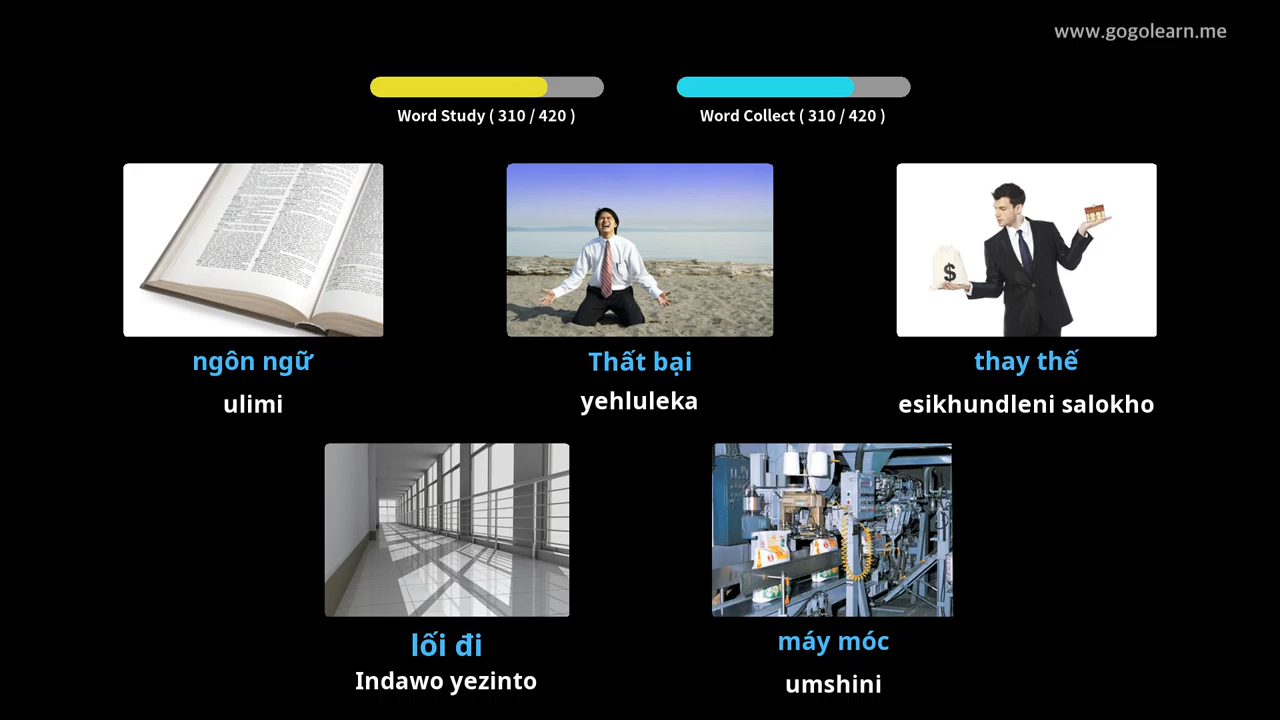 www.gogolearn.me
Word Study ( 310 / 420 )
Word Collect ( 310 / 420 )
$
ngôn ngữ
Thất bại
thay thế
ulimi
yehluleka
esikhundleni salokho
lối đi
máy móc
Indawo yezinto
umshini